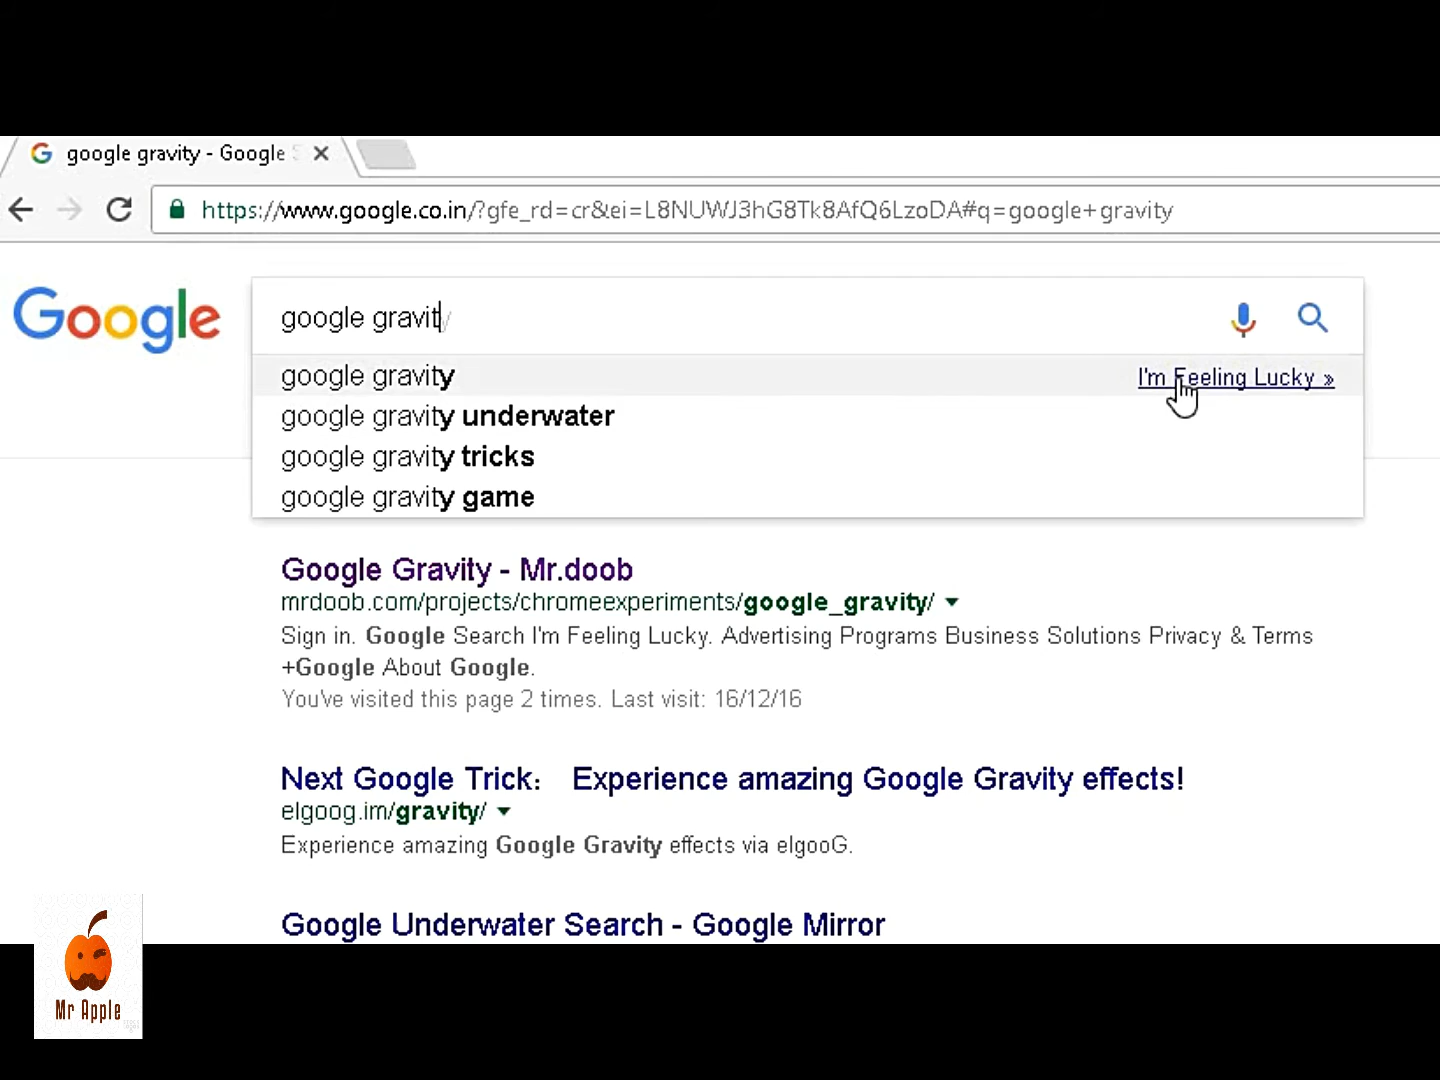 google gravity - Google S
https://www.google.co.in/?gfe_rd=cr&ei=L8NUWJ3hG8Tk8AfQ6LzoDA#q=google+gravity
Google
google gravity
google gravity I'm Feeling Lucky »
google gravity underwater
google gravity tricks
google gravity game
Google Gravity - Mr.doob
mrdoob.com/projects/chromeexperiments/google_gravity/
Sign in. Google Search I'm Feeling Lucky. Advertising Programs Business Solutions Privacy & Terms
+Google About Google.
You've visited this page 2 times. Last visit: 16/12/16
Next Google Trick: Experience amazing Google Gravity effects!
elgoog.im/gravity/
Experience amazing Google Gravity effects via elgooG.
Google Underwater Search - Google Mirror
Mr Apple